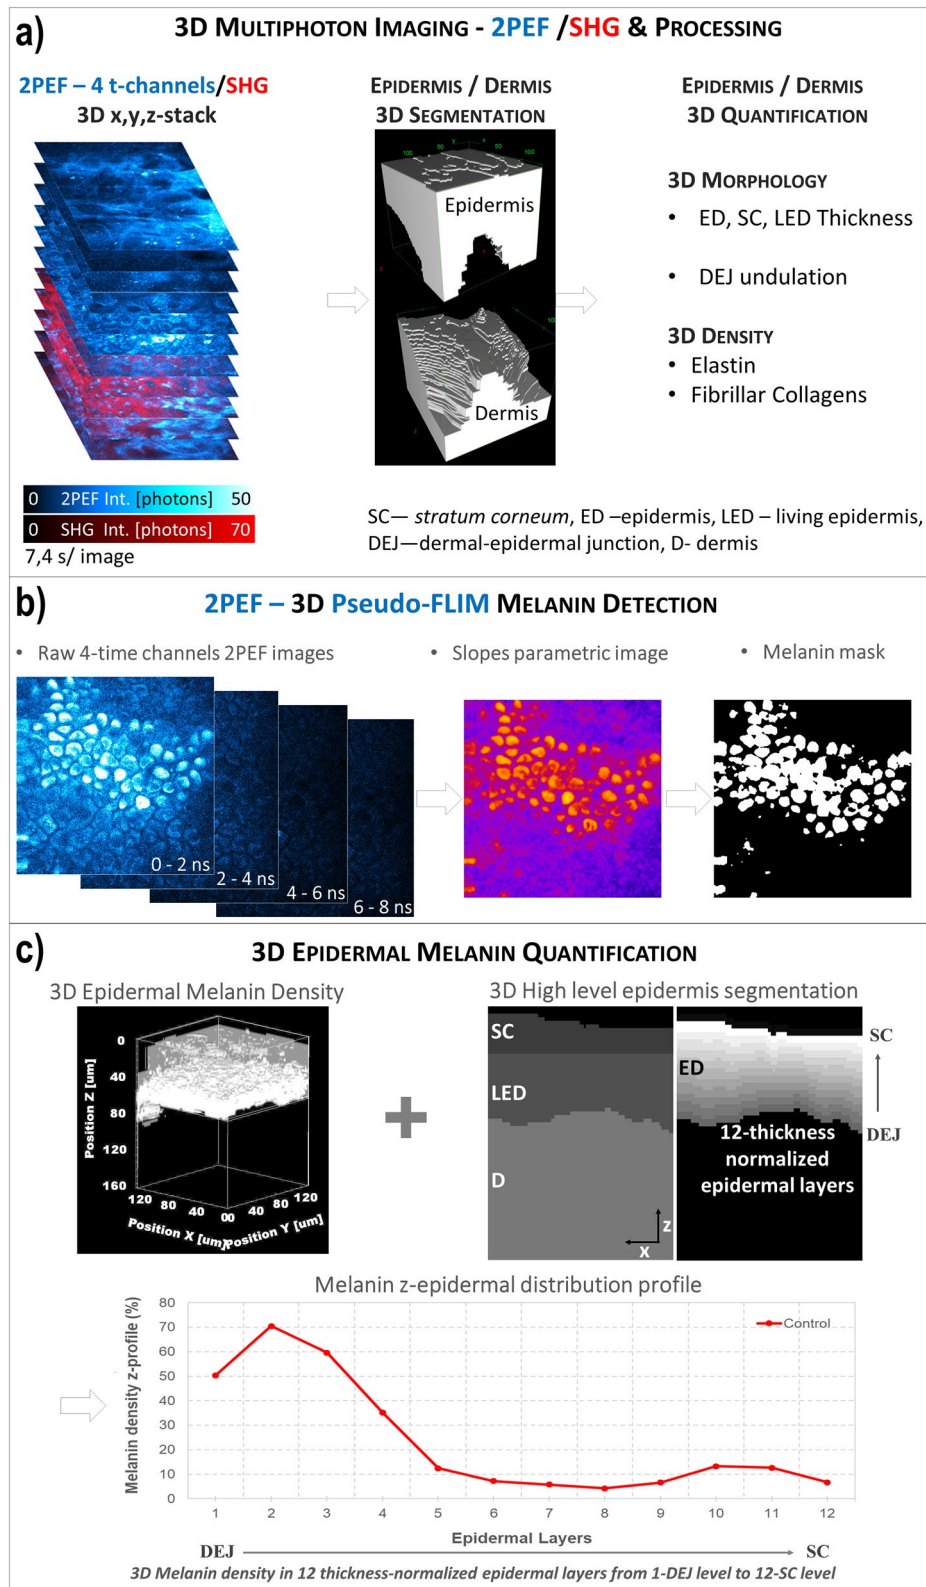 a)
3D MULTIPHOTON IMAGING - 2PEF /SHG & PROCESSING
2PEF – 4 t-channels/SHG
3D x,y,z-stack
EPIDERMIS / DERMIS
3D SEGMENTATION
EPIDERMIS / DERMIS
3D QUANTIFICATION
Epidermis
Dermis
3D MORPHOLOGY
• ED, SC, LED Thickness
• DEJ undulation
3D DENSITY
• Elastin
• Fibrillar Collagens
0 2PEF Int. [photons] 50
0 SHG Int. [photons] 70
7,4 s/ image
SC— stratum corneum, ED –epidermis, LED – living epidermis,
DEJ—dermal-epidermal junction, D- dermis
b)
2PEF – 3D Pseudo-FLIM MELANIN DETECTION
• Raw 4-time channels 2PEF images
• Slopes parametric image
• Melanin mask
0 - 2 ns
2 - 4 ns
4 - 6 ns
6 - 8 ns
c)
3D EPIDERMAL MELANIN QUANTIFICATION
3D Epidermal Melanin Density
3D High level epidermis segmentation
Position Z [um]
0
40
80
120
160
120 80 40 0
Position X [um]
0 40 80 120
Position Y [um]
SC
LED
D
Z
X
ED
SC
DEJ
12-thickness
normalized
epidermal layers
Melanin z-epidermal distribution profile
Melanin density z-profile (%)
80
70
60
50
40
30
20
10
0
Control
1 2 3 4 5 6 7 8 9 10 11 12
Epidermal Layers
DEJ SC
3D Melanin density in 12 thickness-normalized epidermal layers from 1-DEJ level to 12-SC level